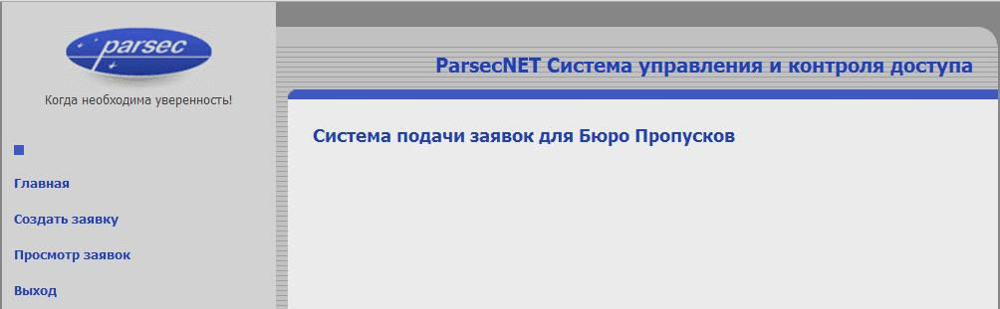 parsec
Когда необходима уверенность!
ParsecNET Система управления и контроля доступа
Система подачи заявок для Бюро Пропусков
Главная
Создать заявку
Просмотр заявок
Выход